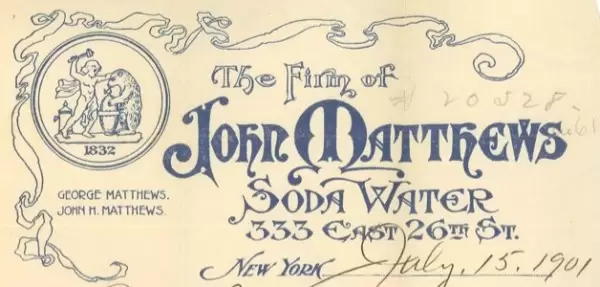 The Firm of
John Matthews
Soda Water
333 East 26th St.
New York July, 15. 1901
1832
GEORGE MATTHEWS.
JOHN H. MATTHEWS.
# 20528-